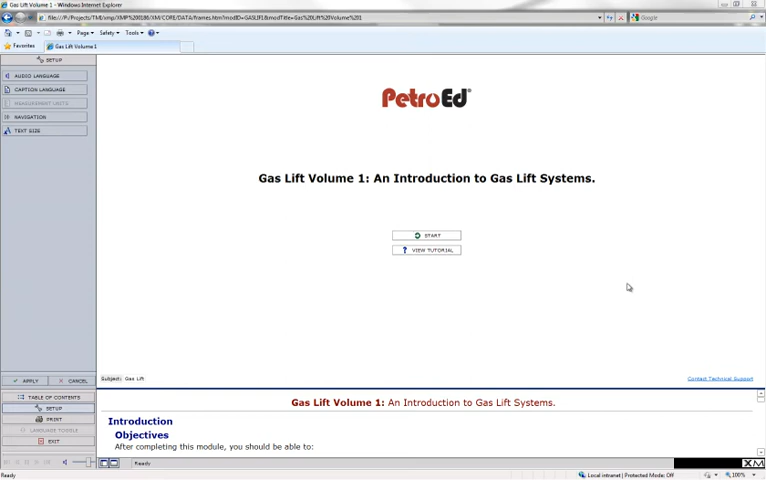 Gas Lift Volume 1 - Windows Internet Explorer
Favorites
Gas Lift Volume 1
Page
Safety
Tools
Google
SETUP
AUDIO LANGUAGE
CAPTION LANGUAGE
MEASUREMENT UNITS
NAVIGATION
TEXT SIZE
PetroEd
Gas Lift Volume 1: An Introduction to Gas Lift Systems.
START
? VIEW TUTORIAL
APPLY
CANCEL
Subject: Gas Lift
Contact Technical Support
TABLE OF CONTENTS
SETUP
PRINT
LANGUAGE TOGGLE
EXIT
Gas Lift Volume 1: An Introduction to Gas Lift Systems.
Introduction
Objectives
After completing this module, you should be able to:
Ready
XM
Ready
Local intranet | Protected Mode: Off
100%